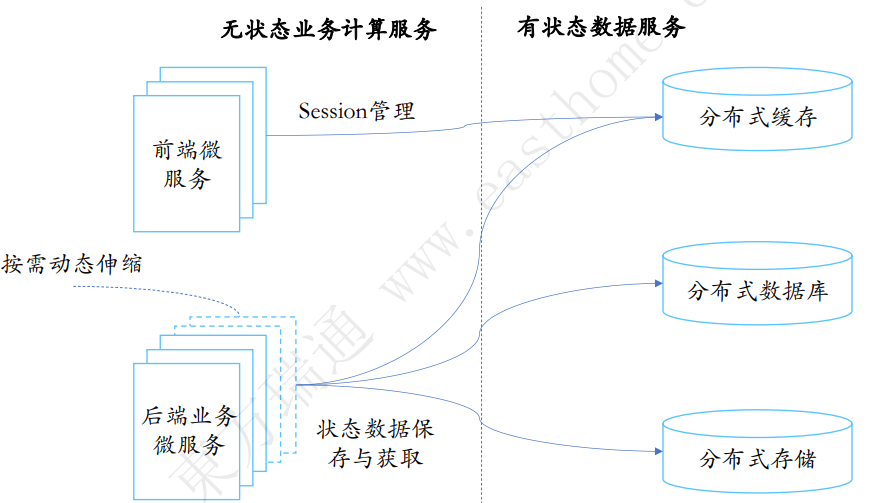 无状态业务计算服务
有状态数据服务
Session管理
前端微
服务
分布式缓存
按需动态伸缩
分布式数据库
后端业务
微服务
状态数据保
存与获取
分布式存储
東方瑞通 www.easthome.c